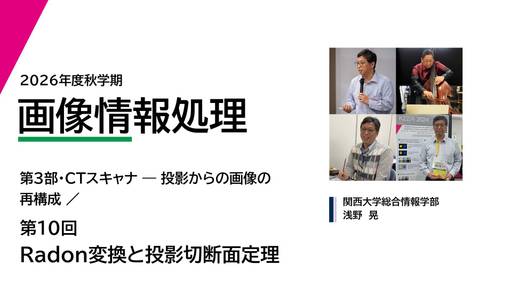 2026年度秋学期
画像情報処理
第3部・CTスキャナ ― 投影からの画像の
再構成 ／
第10回
Radon変換と投影切断面定理
関西大学総合情報学部
浅野 晃